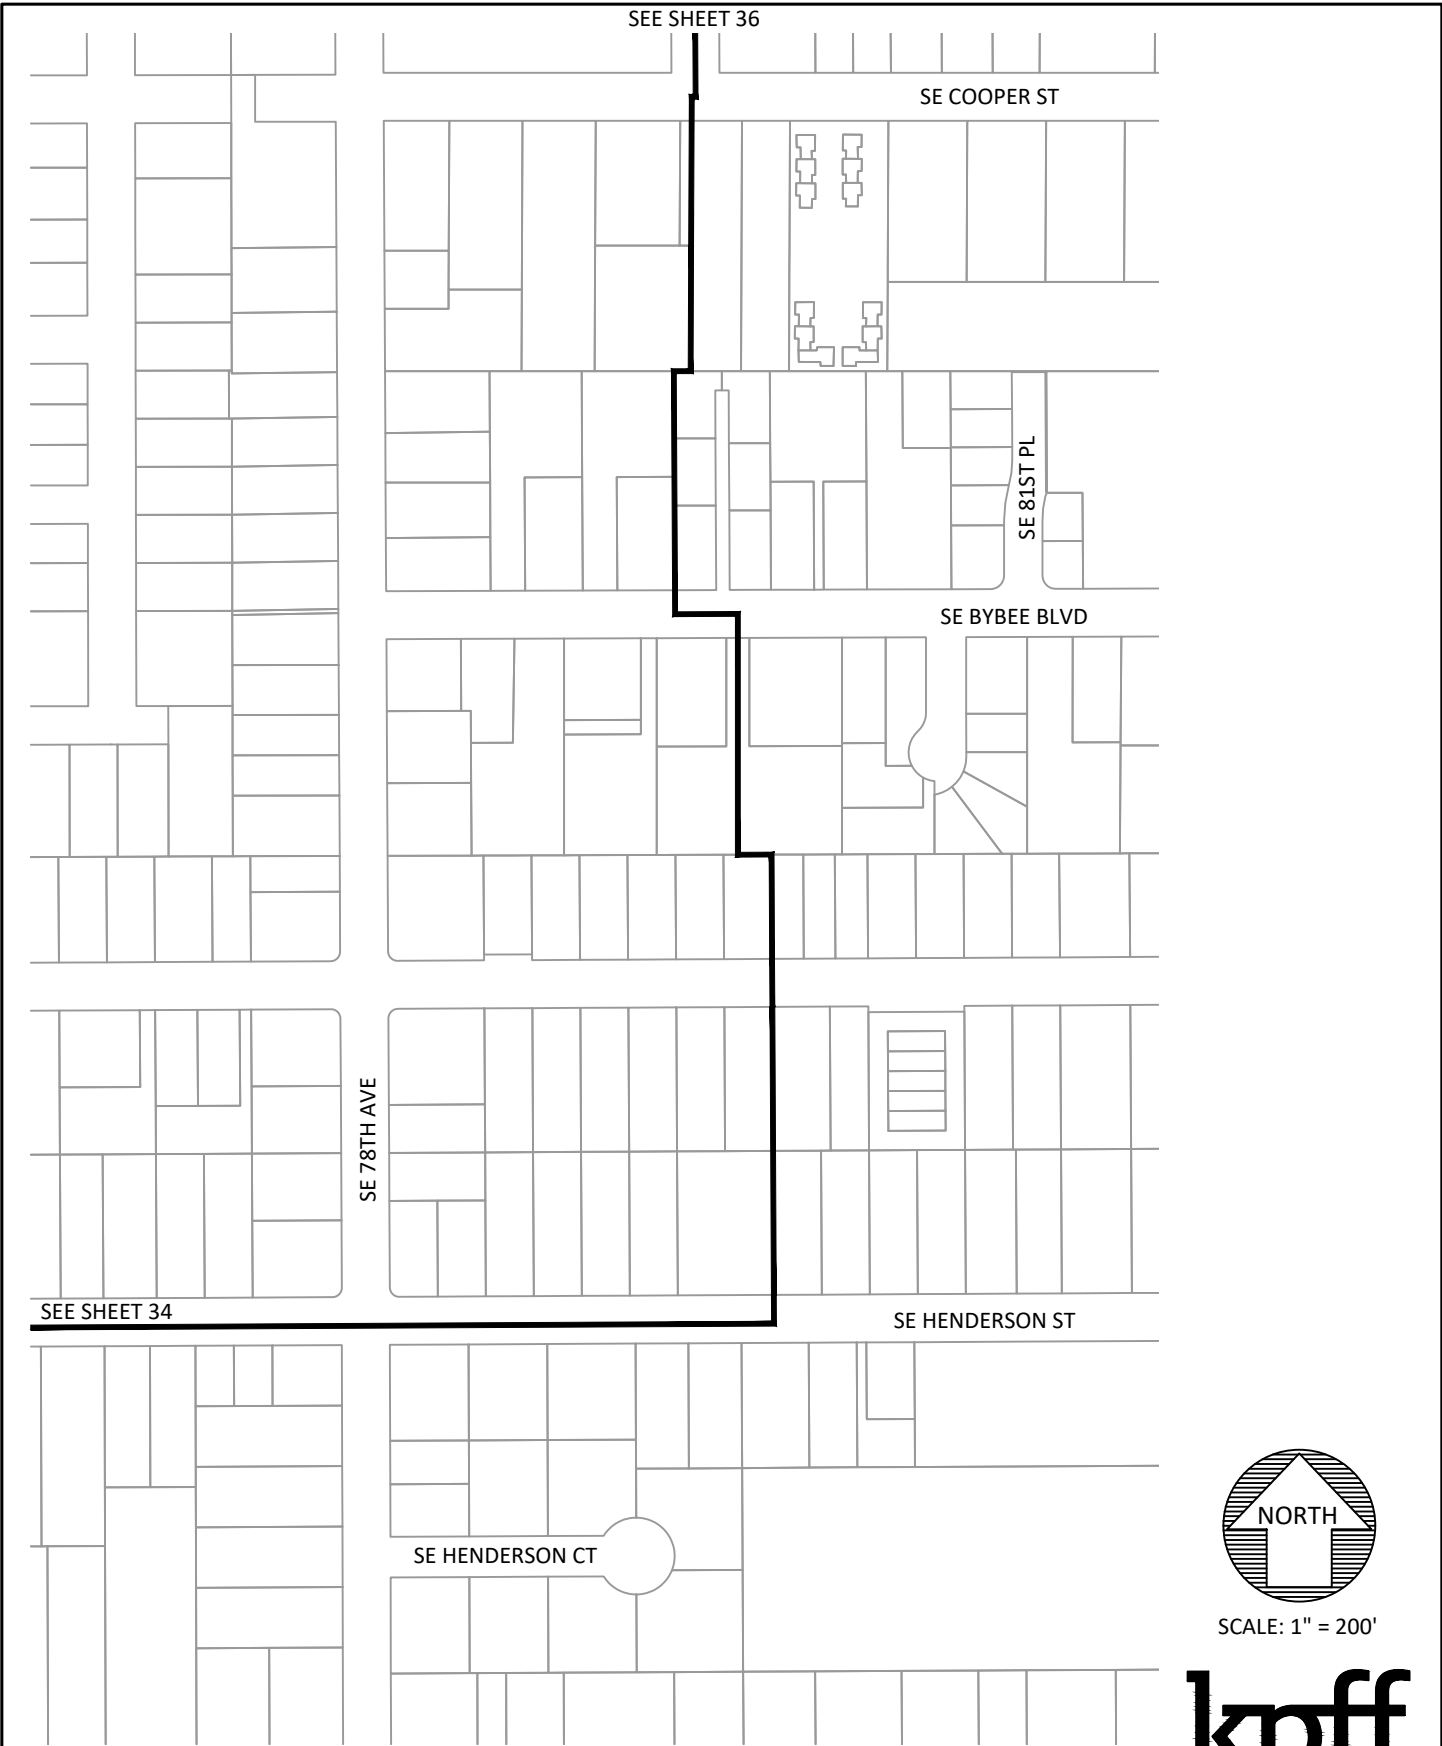 SEE SHEET 36
SE COOPER ST
SE 81ST PL
SE BYBEE BLVD
SE 78TH AVE
SEE SHEET 34
SE HENDERSON ST
NORTH
SE HENDERSON CT
SCALE: 1" = 200'
kpff